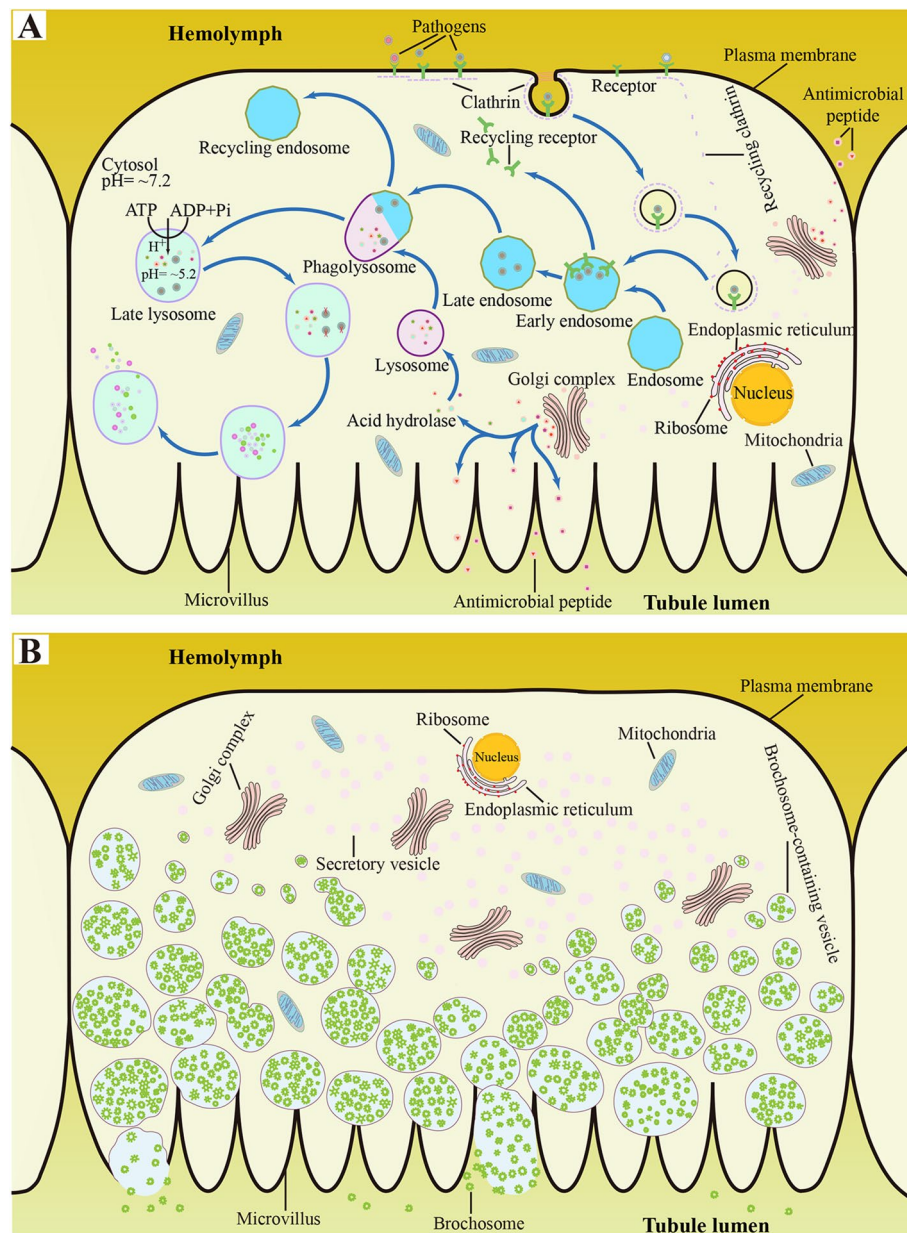 A
Hemolymph
Pathogens
Plasma membrane
Clathrin
Receptor
Antimicrobial
peptide
Recycling endosome
Recycling receptor
Recycling clathrin
Cytosol
pH= ~7.2
ATP
ADP+Pi
H+
pH= ~5.2
Late lysosome
Phagolysosome
Late endosome
Early endosome
Endoplasmic reticulum
Lysosome
Endosome
Nucleus
Golgi complex
Ribosome
Acid hydrolase
Mitochondria
Microvillus
Antimicrobial peptide
Tubule lumen
B
Hemolymph
Plasma membrane
Golgi complex
Ribosome
Nucleus
Mitochondria
Endoplasmic reticulum
Brochosome-containing vesicle
Secretory vesicle
Microvillus
Brochosome
Tubule lumen